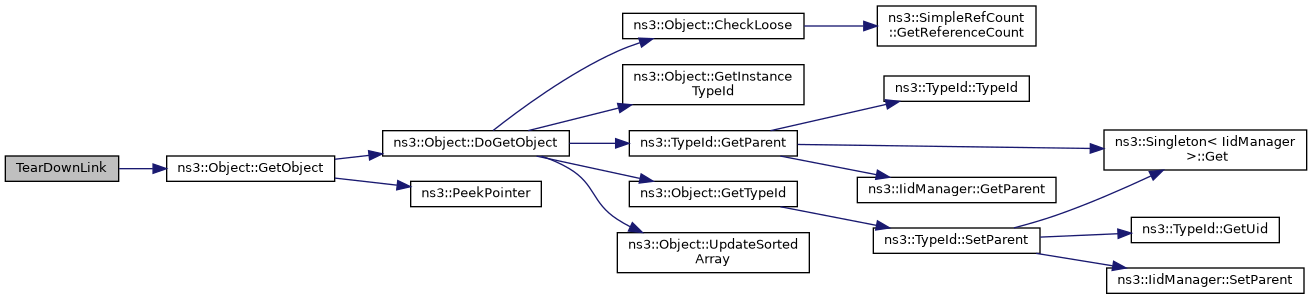 TearDownLink
ns3::Object::GetObject
ns3::Object::DoGetObject
ns3::PeekPointer
ns3::Object::CheckLoose
ns3::Object::GetInstance
TypeId
ns3::TypeId::GetParent
ns3::Object::GetTypeId
ns3::Object::UpdateSorted
Array
ns3::SimpleRefCount
::GetReferenceCount
ns3::TypeId::TypeId
ns3::IidManager::GetParent
ns3::TypeId::SetParent
ns3::Singleton< IidManager
>::Get
ns3::TypeId::GetUid
ns3::IidManager::SetParent